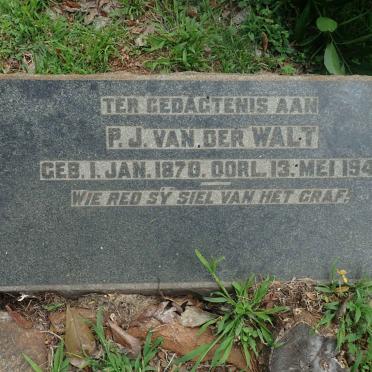 TER GEDAGTENIS AAN
P. J. VAN DER WALT
GEB. 1. JAN. 1870. OORL. 13. MEI 194
WIE RED SY SIEL VAN HET GRAF.